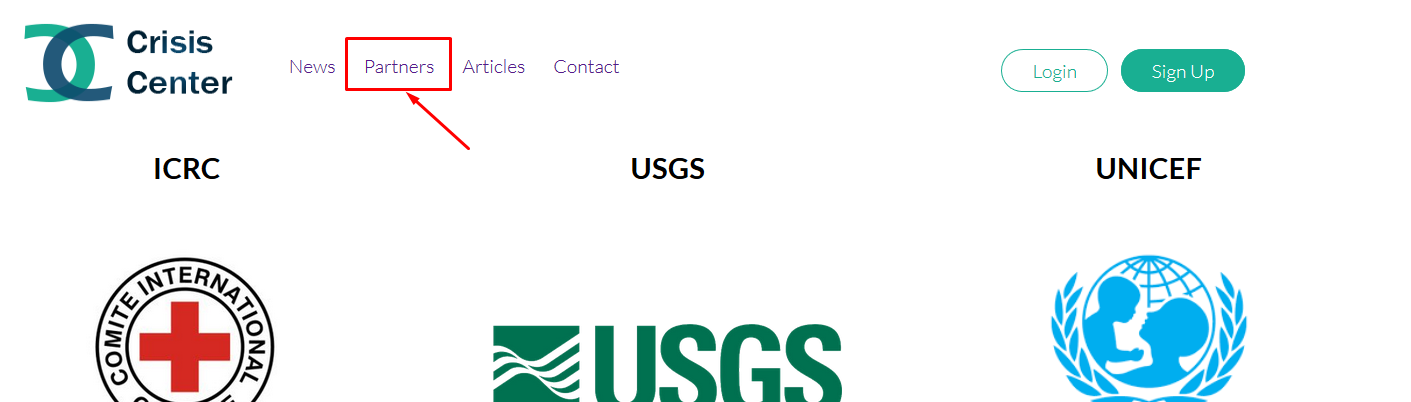 Crisis
Center
News Partners Articles Contact
Login Sign Up
ICRC USGS UNICEF
COMITE INTERNATIONAL
USGS